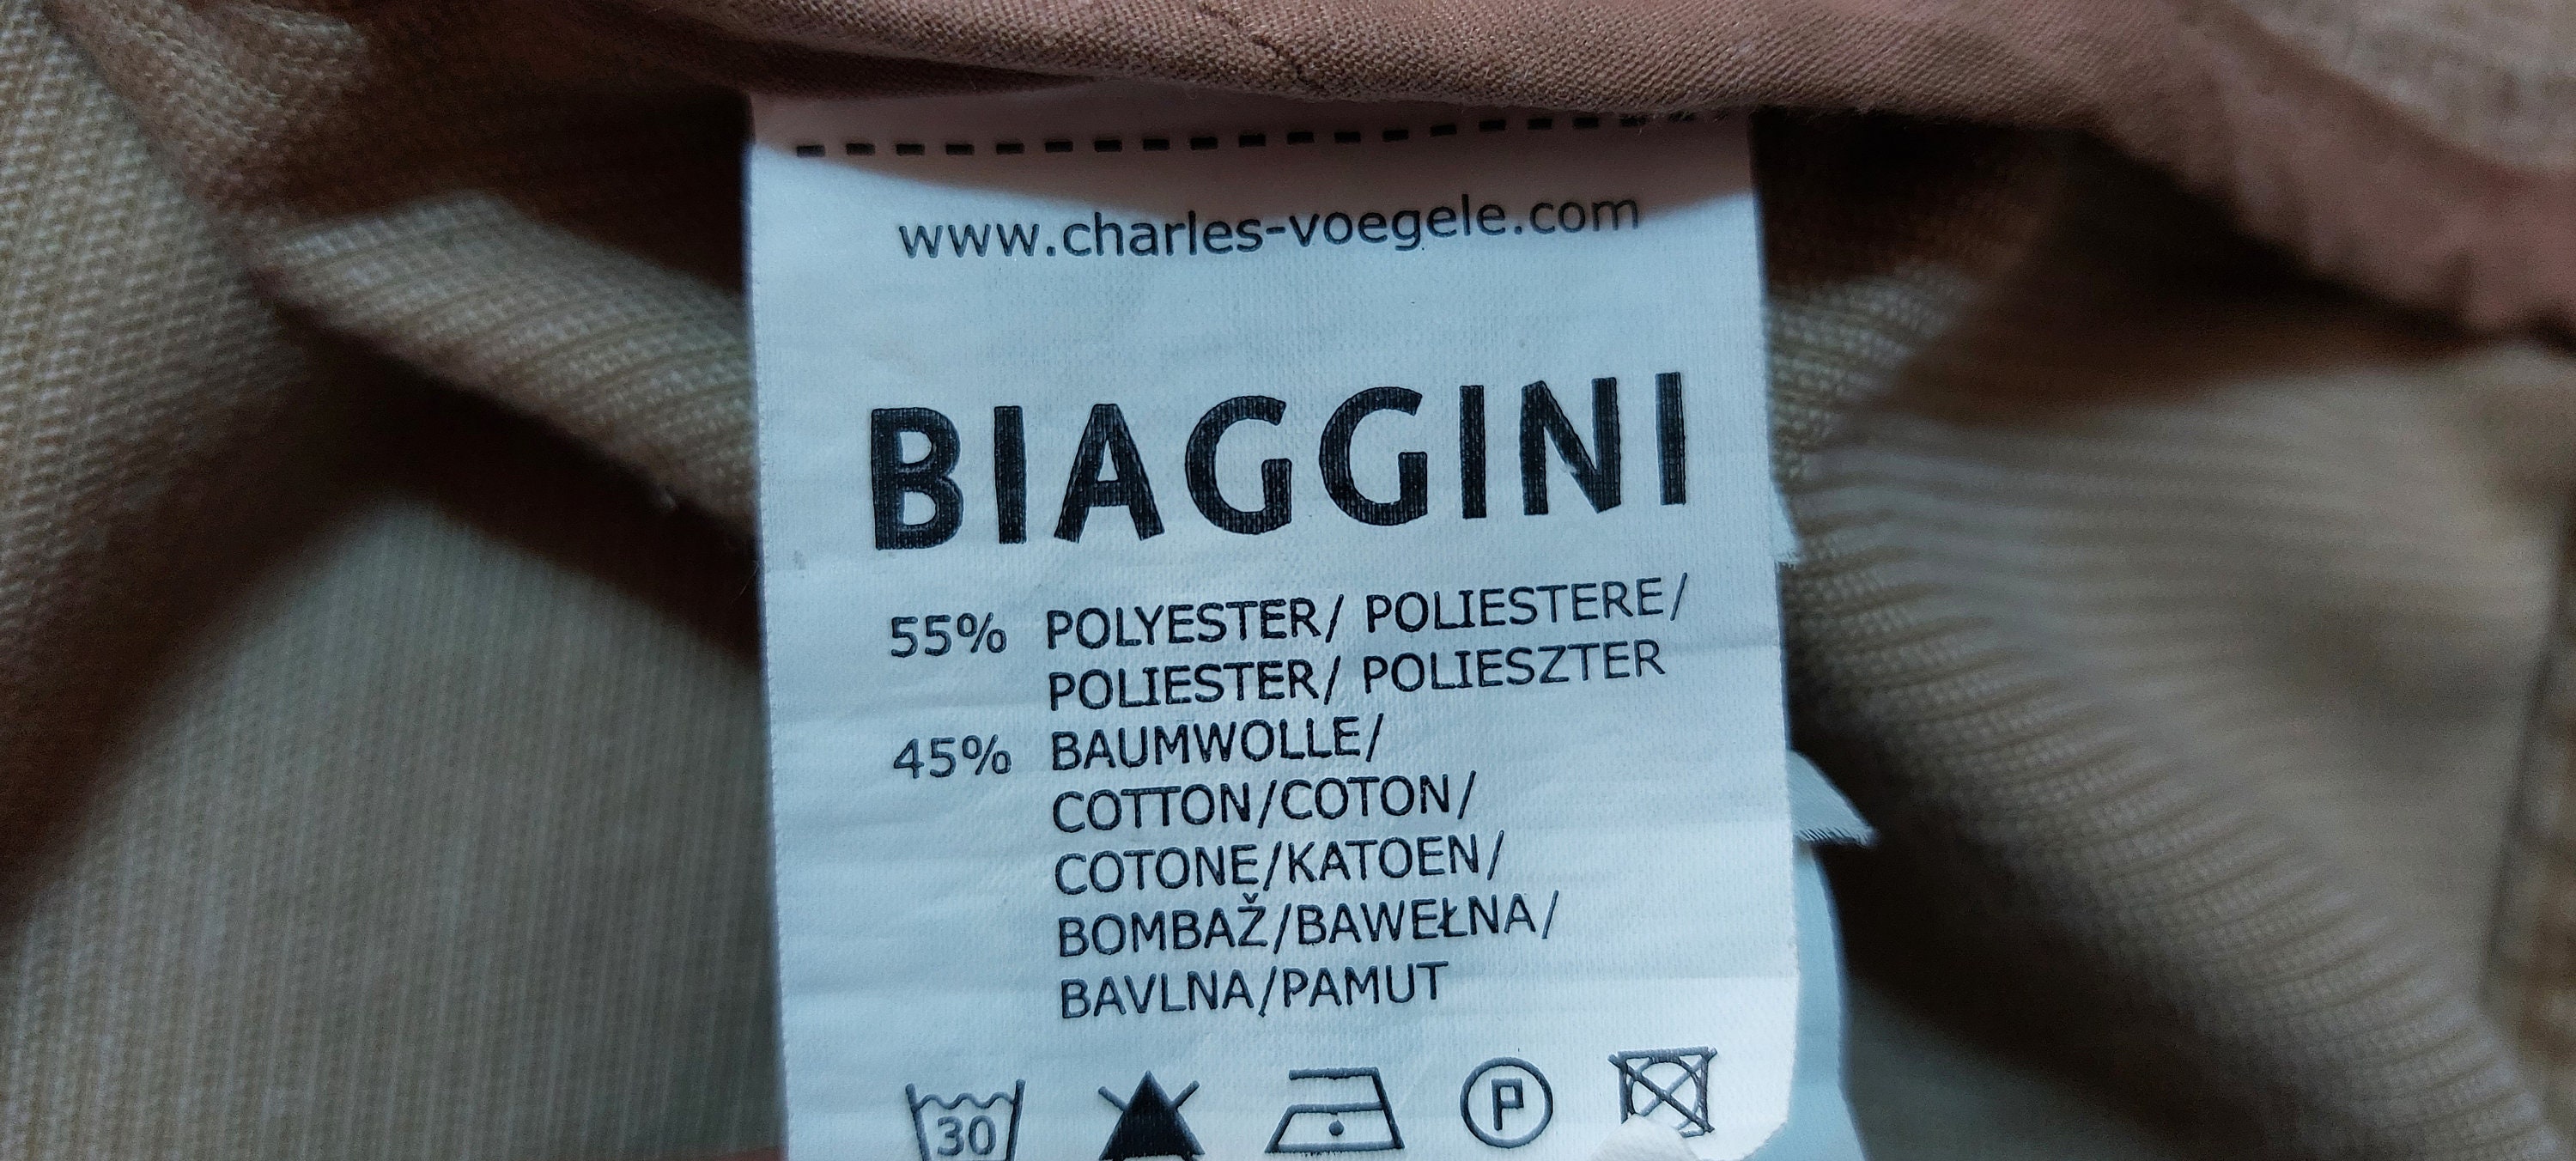 www.charles-voegele.com
BIAGGINI
55% POLYESTER/ POLIESTERE/
POLIESTER/ POLIESZTER
45% BAUMWOLLE/
COTTON/COTON/
COTONE/KATOEN/
BOMBAŽ/BAWEŁNA/
BAVLNA/PAMUT
30 P